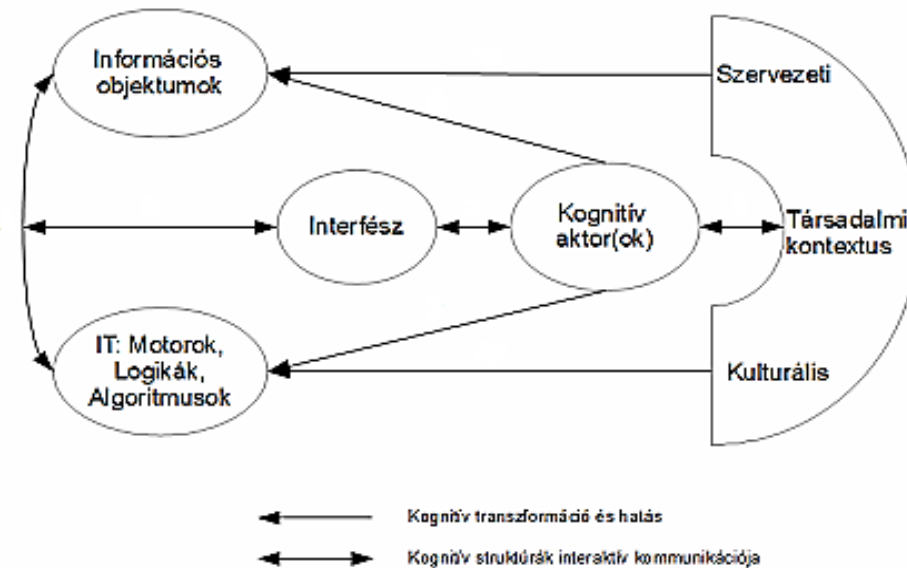 Információs
objektumok
Szervezeti
Interfész
Kognitív
aktor(ok)
Társadalmi
kontextus
IT: Motorok,
Logikák,
Algoritmusok
Kulturális
Kognitív transzformáció és hatás
Kognitív struktúrák interaktív kommunikációja